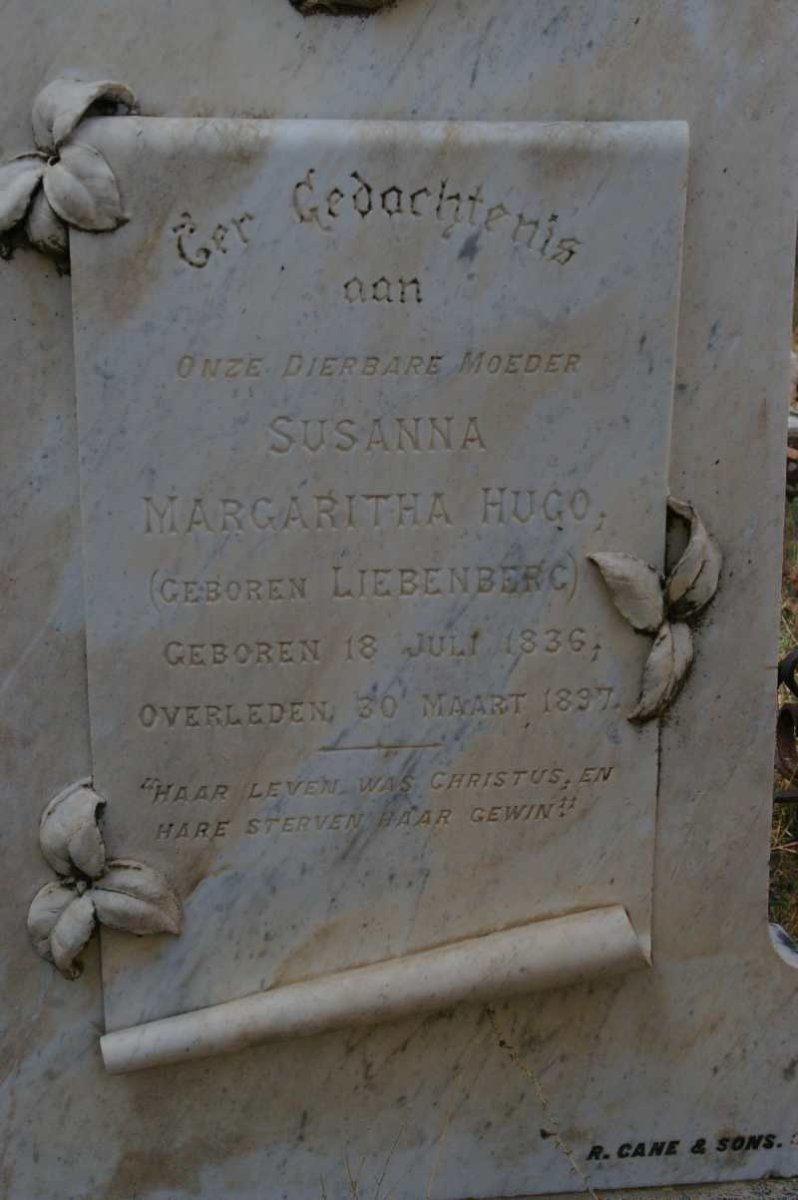 Ter Gedachtenis
aan
ONZE DIERBARE MOEDER
SUSANNA
MARGARITHA HUGO,
(GEBOREN LIEBENBERG)
GEBOREN 18 JULI 1836,
OVERLEDEN, 30 MAART 1897.
"HAAR LEVEN WAS CHRISTUS, EN
HARE STERVEN HAAR GEWIN."
R. CANE & SONS.